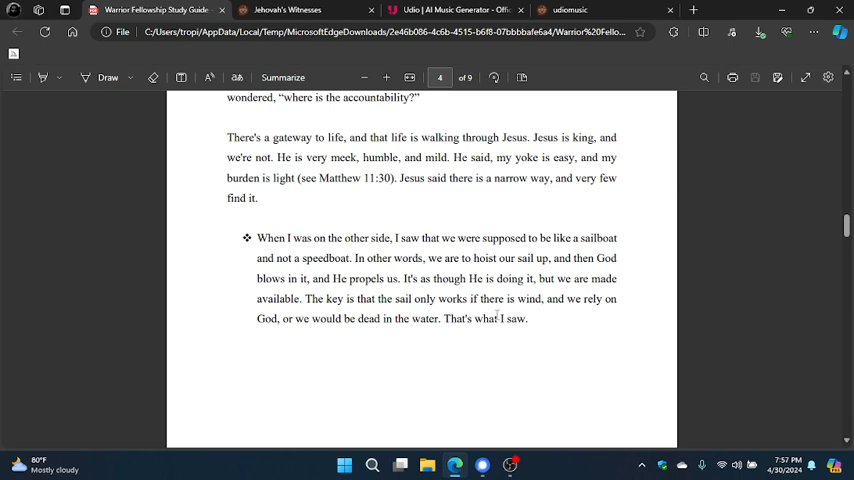 Warrior Fellowship Study Guide -
Jehovah's Witnesses
Udio | AI Music Generator - Offic
udiomusic
File
C:/Users/tropi/AppData/Local/Temp/MicrosoftEdgeDownloads/2e46b086-4c6b-4515-b6f8-07bbbbafe6a4/Warrior%20Fello...
Draw
Summarize
4
of 9
wondered, “where is the accountability?”
There's a gateway to life, and that life is walking through Jesus. Jesus is king, and
we're not. He is very meek, humble, and mild. He said, my yoke is easy, and my
burden is light (see Matthew 11:30). Jesus said there is a narrow way, and very few
find it.
❖ When I was on the other side, I saw that we were supposed to be like a sailboat
and not a speedboat. In other words, we are to hoist our sail up, and then God
blows in it, and He propels us. It's as though He is doing it, but we are made
available. The key is that the sail only works if there is wind, and we rely on
God, or we would be dead in the water. That's what I saw.
80°F
Mostly cloudy
7:57 PM
4/30/2024